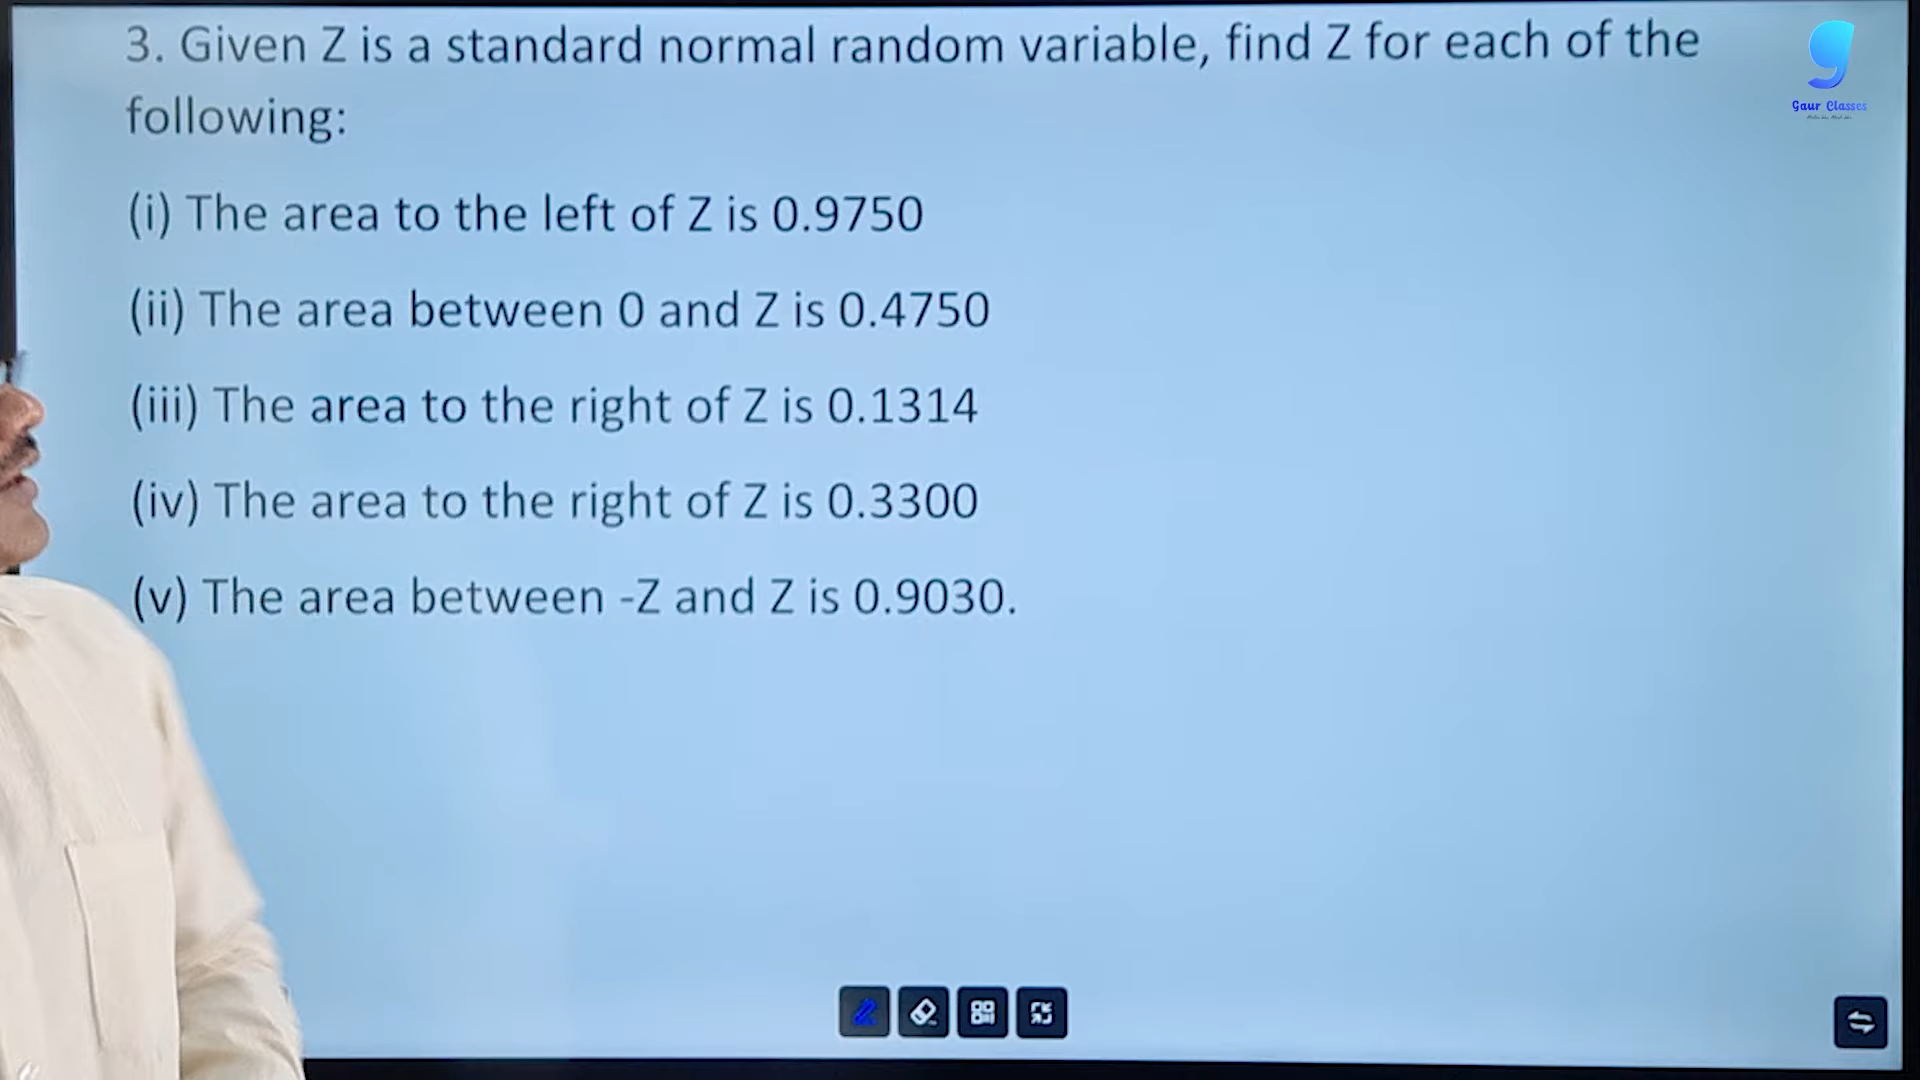 3. Given Z is a standard normal random variable, find Z for each of the
following:
(i) The area to the left of Z is 0.9750
(ii) The area between 0 and Z is 0.4750
(iii) The area to the right of Z is 0.1314
(iv) The area to the right of Z is 0.3300
(v) The area between -Z and Z is 0.9030.
Gaur Classes